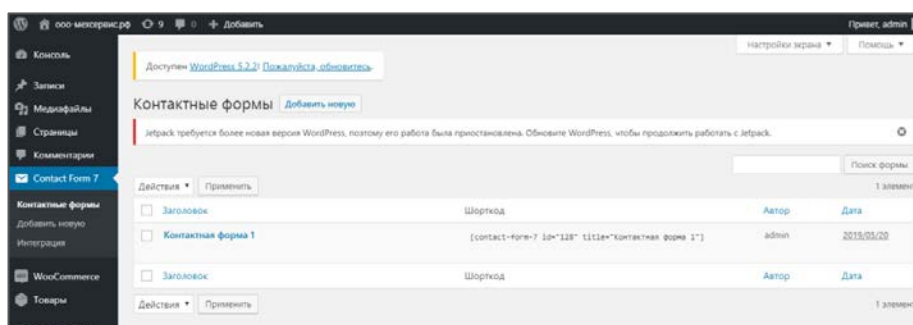 ооо-мехсервис.рф 9 0 + Добавить Привет, admin
Настройки экрана Помощь
Консоль
Доступен WordPress 5.2.2! Пожалуйста, обновитесь.
Записи
Медиафайлы
Контактные формы Добавить новую
Страницы
Jetpack требуется более новая версия WordPress, поэтому его работа была приостановлена. Обновите WordPress, чтобы продолжить работать с Jetpack.
Комментарии
Поиск формы
Contact Form 7
Действия Применить 1 элемен
Контактные формы
Заголовок Шорткод Автор Дата
Добавить новую
Контактная форма 1 [contact-form-7 id="128" title="Контактная форма 1"] admin 2019/05/20
Интеграция
WooCommerce
Заголовок Шорткод Автор Дата
Товары
Действия Применить 1 элемен